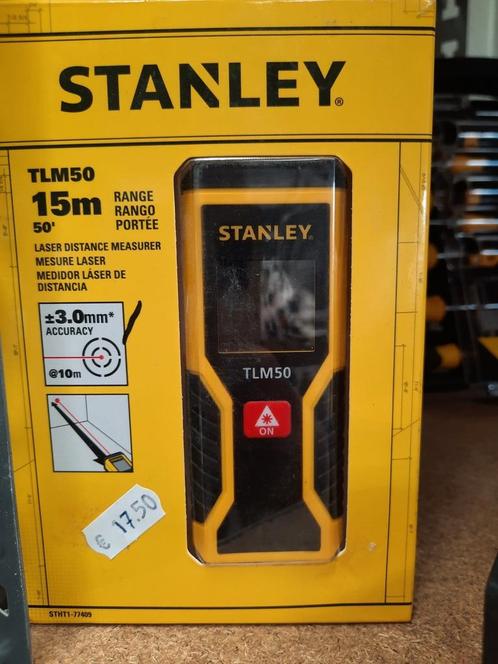 STANLEY®
TLM50
15m
50'
RANGE
RANGO
PORTÉE
LASER DISTANCE MEASURER
MESURE LASER
MEDIDOR LÁSER DE
DISTANCIA
±3.0mm*
ACCURACY
@10m
STANLEY®
TLM50
ON
€ 17.50
STHT1-77409